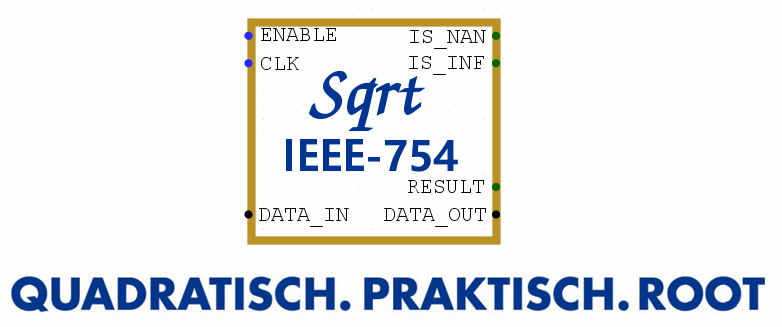 ENABLE IS_NAN
CLK IS_INF
Sqrt
IEEE-754
RESULT
DATA_IN DATA_OUT
QUADRATISCH. PRAKTISCH. ROOT